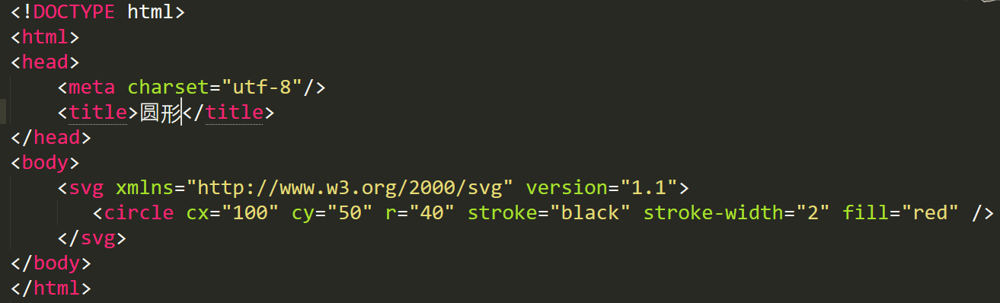 <!DOCTYPE html>
<html>
<head>
    <meta charset="utf-8"/>
    <title>圆形</title>
</head>
<body>
    <svg xmlns="http://www.w3.org/2000/svg" version="1.1">
       <circle cx="100" cy="50" r="40" stroke="black" stroke-width="2" fill="red" />
    </svg>
</body>
</html>